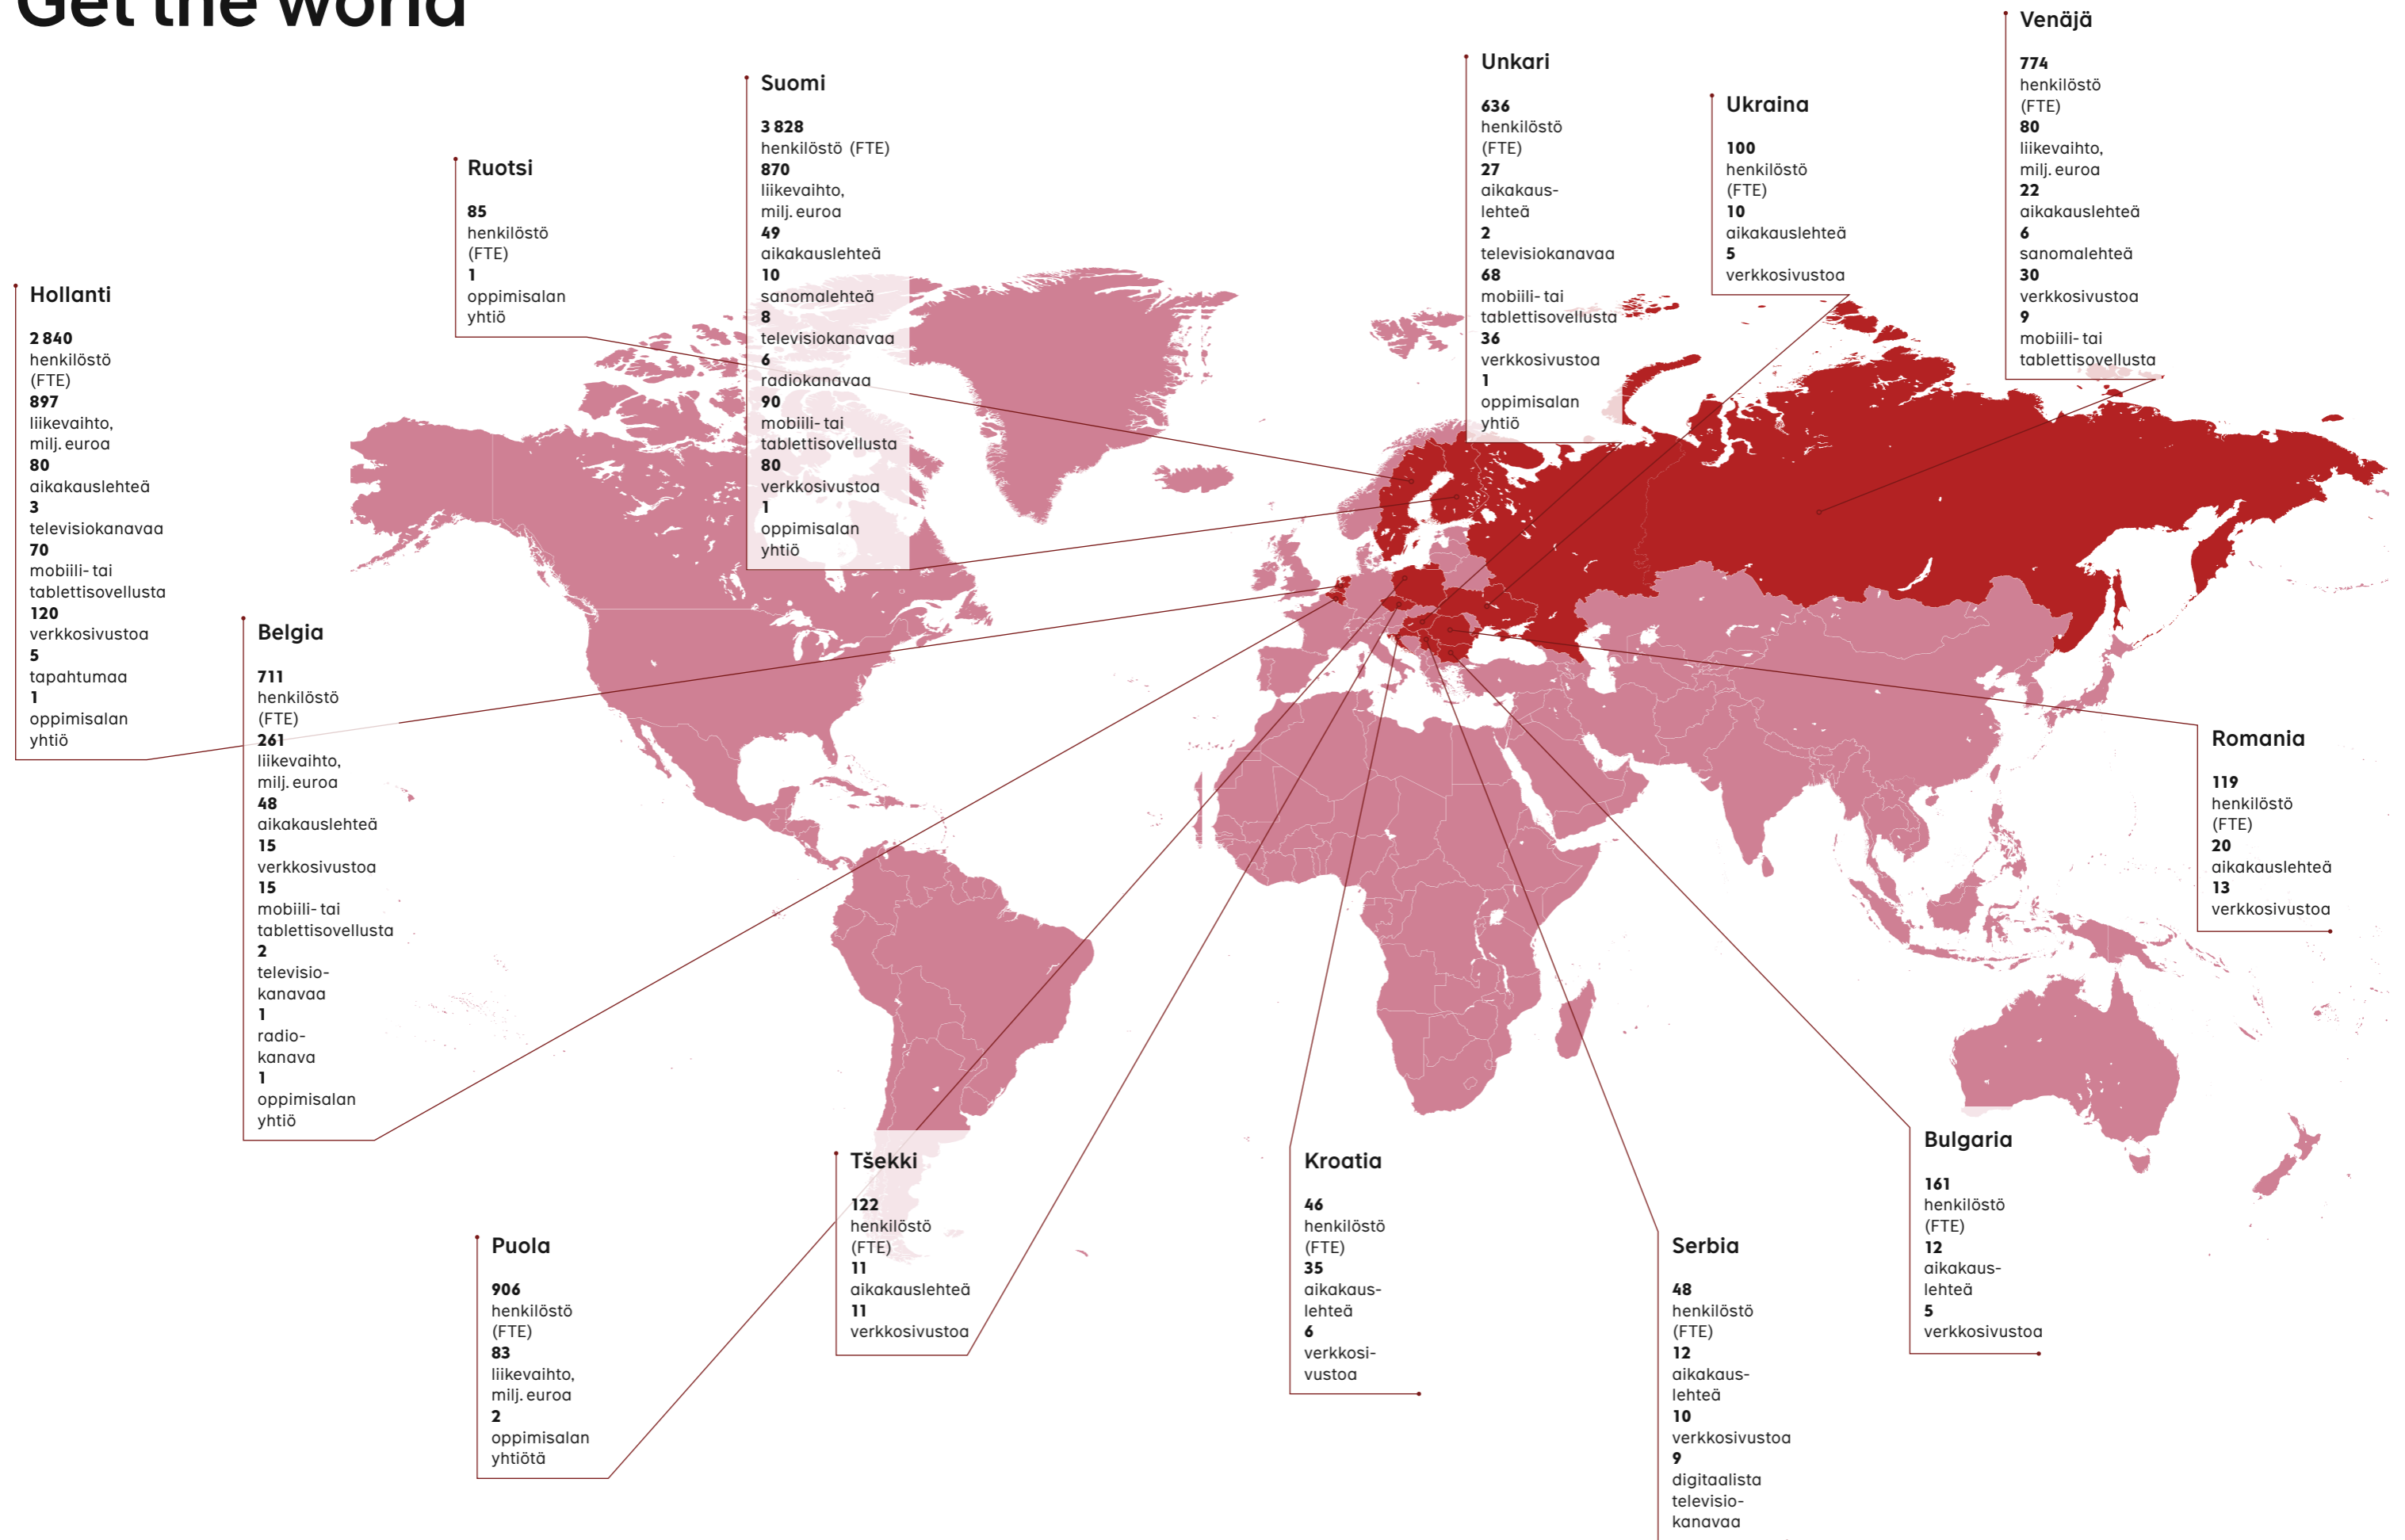 Get the world
Venäjä
774
henkilöstö
(FTE)
80
liikevaihto,
milj. euroa
22
aikakauslehteä
6
sanomalehteä
30
verkkosivustoa
9
mobiili- tai
tablettisovellusta
Unkari
636
henkilöstö
(FTE)
27
aikakaus-
lehteä
2
televisiokanavaa
68
mobiili- tai
tablettisovellusta
36
verkkosivustoa
1
oppimisalan
yhtiö
Suomi
3 828
henkilöstö (FTE)
870
liikevaihto,
milj. euroa
49
aikakauslehteä
10
sanomalehteä
8
televisiokanavaa
6
radiokanavaa
90
mobiili- tai
tablettisovellusta
80
verkkosivustoa
1
oppimisalan
yhtiö
Ukraina
100
henkilöstö
(FTE)
10
aikakauslehteä
5
verkkosivustoa
Ruotsi
85
henkilöstö
(FTE)
1
oppimisalan
yhtiö
Hollanti
2 840
henkilöstö
(FTE)
897
liikevaihto,
milj. euroa
80
aikakauslehteä
3
televisiokanavaa
70
mobiili- tai
tablettisovellusta
120
verkkosivustoa
5
tapahtumaa
1
oppimisalan
yhtiö
Belgia
711
henkilöstö
(FTE)
261
liikevaihto,
milj. euroa
48
aikakauslehteä
15
verkkosivustoa
15
mobiili- tai
tablettisovellusta
2
televisio-
kanavaa
1
radio-
kanava
1
oppimisalan
yhtiö
Romania
119
henkilöstö
(FTE)
20
aikakauslehteä
13
verkkosivustoa
Bulgaria
161
henkilöstö
(FTE)
12
aikakaus-
lehteä
5
verkkosivustoa
Tšekki
122
henkilöstö
(FTE)
11
aikakauslehteä
11
verkkosivustoa
Kroatia
46
henkilöstö
(FTE)
35
aikakaus-
lehteä
6
verkkosi-
vustoa
Puola
906
henkilöstö
(FTE)
83
liikevaihto,
milj. euroa
2
oppimisalan
yhtiötä
Serbia
48
henkilöstö
(FTE)
12
aikakaus-
lehteä
10
verkkosivustoa
9
digitaalista
televisio-
kanavaa